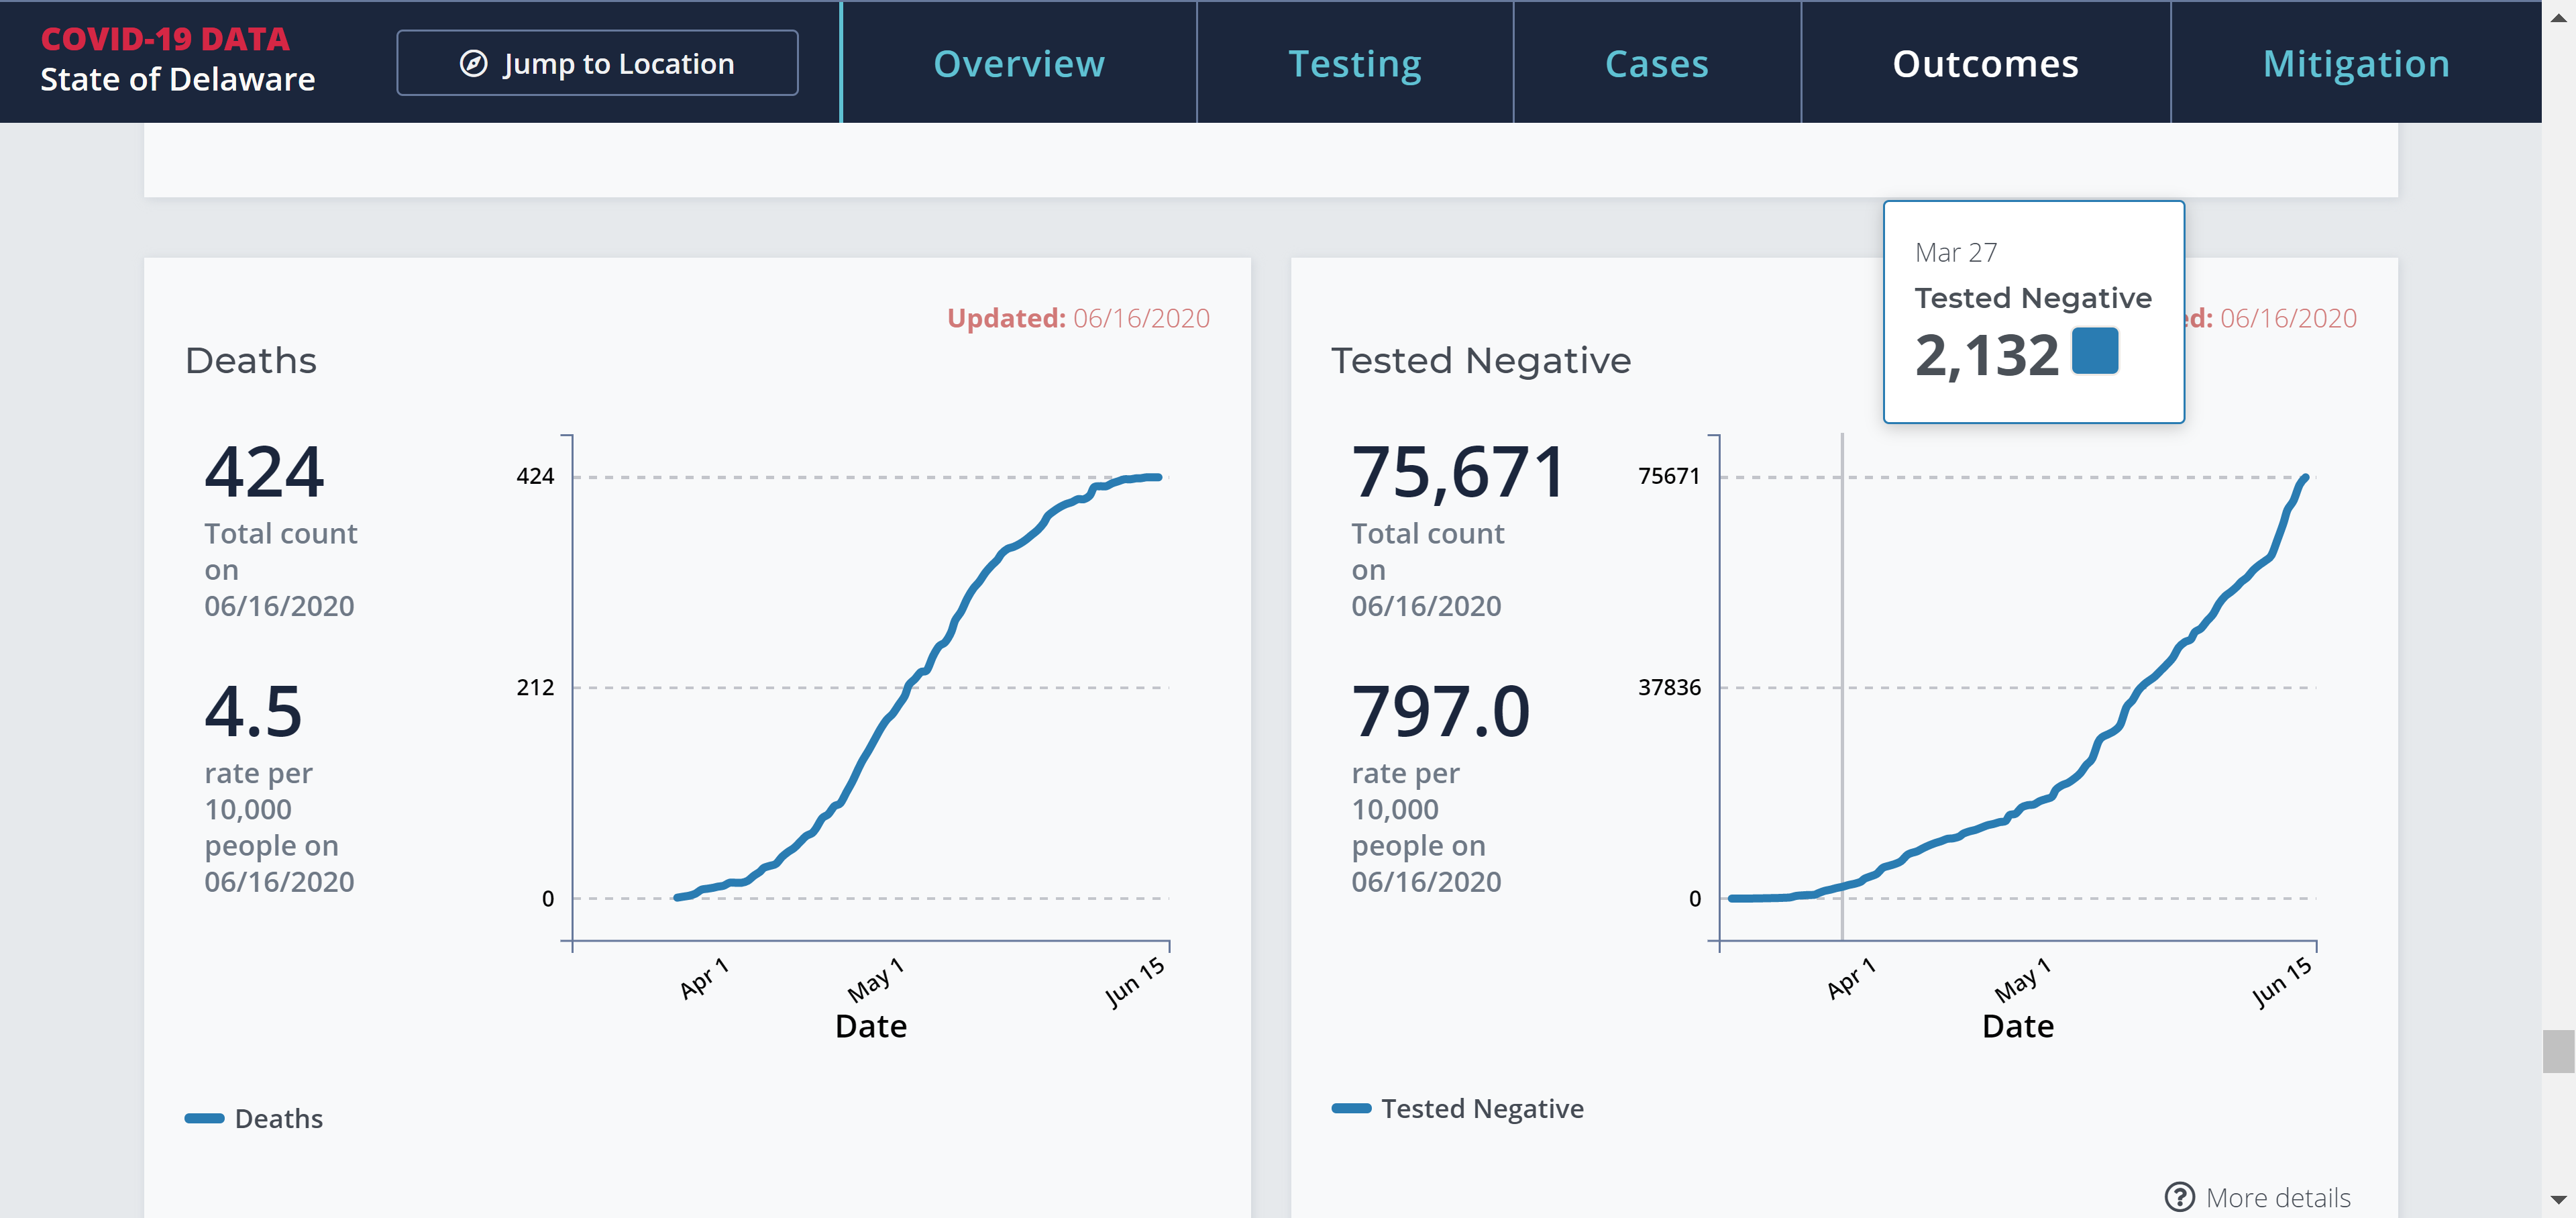 COVID-19 DATA
State of Delaware
Jump to Location
Overview
Testing
Cases
Outcomes
Mitigation
Updated: 06/16/2020
Deaths
424
Total count
on
06/16/2020
4.5
rate per
10,000
people on
06/16/2020
424
212
0
Apr 1
May 1
Jun 15
Date
Deaths
Mar 27
Tested Negative
2,132
ed: 06/16/2020
Tested Negative
75,671
Total count
on
06/16/2020
797.0
rate per
10,000
people on
06/16/2020
75671
37836
0
Apr 1
May 1
Jun 15
Date
Tested Negative
More details